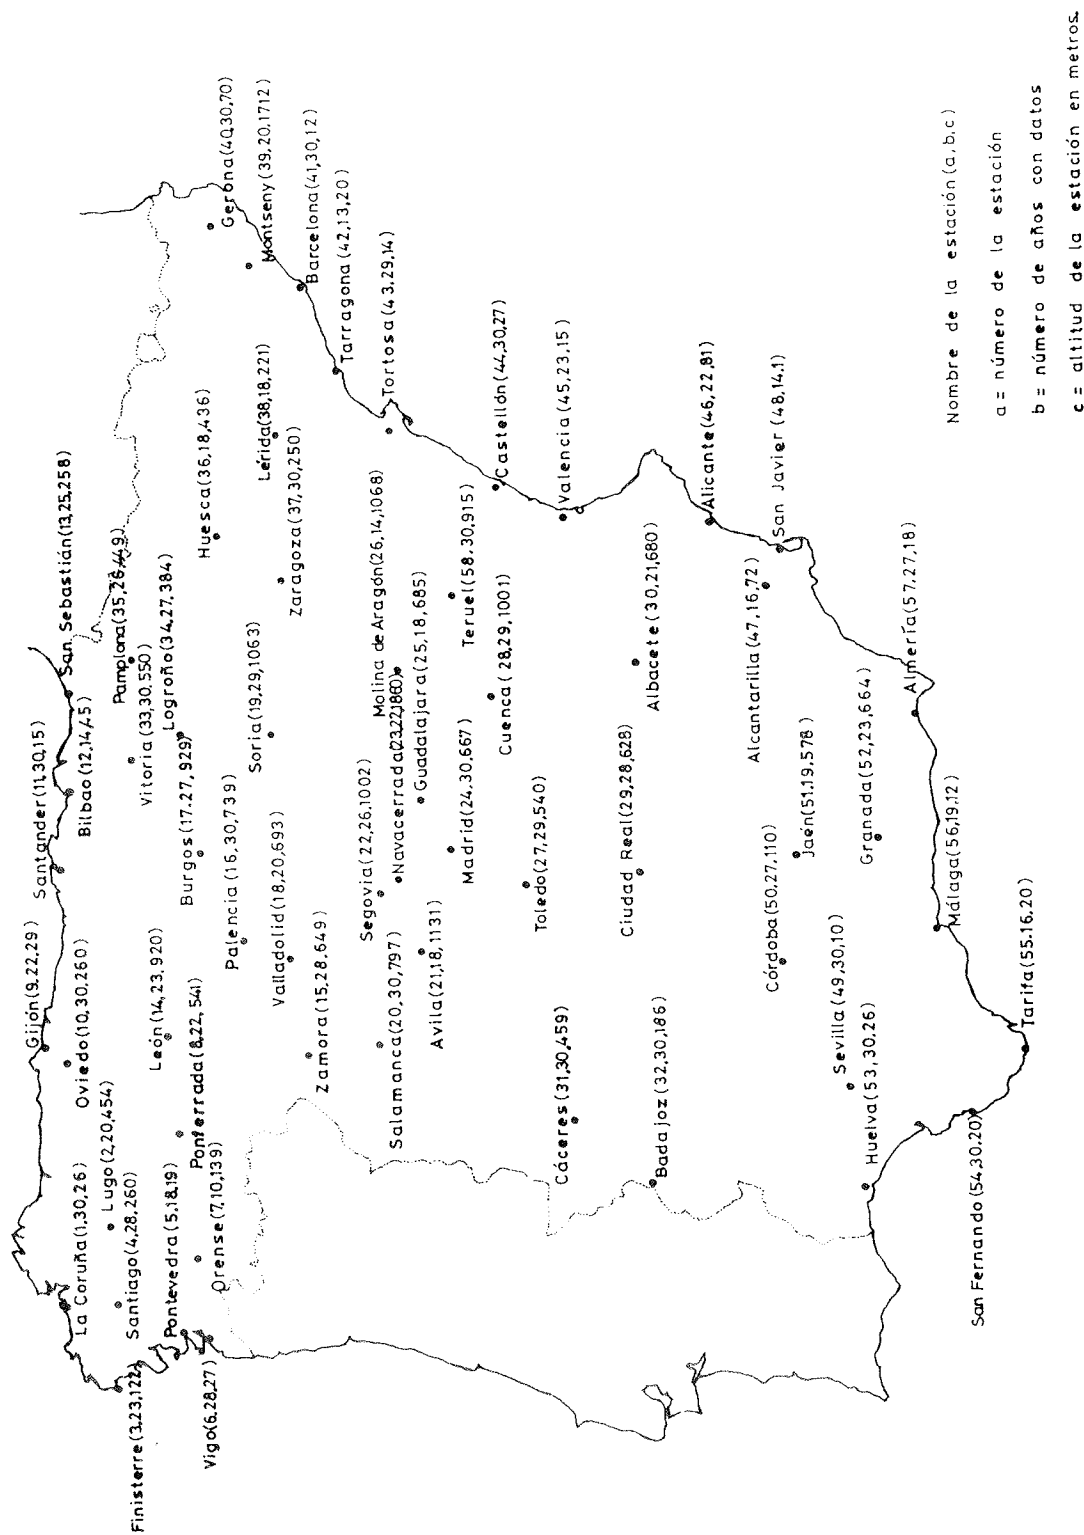 La Coruña (1,30,26)
Lugo (2,20,454)
Finisterre (3,23,122)
Santiago (4,28,260)
Pontevedra (5,18,19)
Vigo (6,28,27)
Orense (7,10,139)
Ponferrada (8,22,541)
Gijón (9,22,29)
Oviedo (10,30,260)
Santander (11,30,15)
Bilbao (12,14,45)
San Sebastián (13,25,258)
León (14,23,920)
Zamora (15,28,649)
Palencia (16,30,739)
Burgos (17,27,929)
Valladolid (18,20,693)
Soria (19,29,1063)
Salamanca (20,30,797)
Avila (21,18,1131)
Segovia (22,26,1002)
Navacerrada (23,22,1860)
Madrid (24,30,667)
Guadalajara (25,18,685)
Molina de Aragón (26,14,1068)
Toledo (27,29,540)
Cuenca (28,29,1001)
Ciudad Real (29,28,628)
Albacete (30,21,680)
Cáceres (31,30,459)
Badajoz (32,30,186)
Vitoria (33,30,550)
Logroño (34,27,384)
Pamplona (35,26,449)
Huesca (36,18,436)
Zaragoza (37,30,250)
Lérida (38,18,221)
Montseny (39,20,1712)
Gerona (40,30,70)
Barcelona (41,30,12)
Tarragona (42,13,20)
Tortosa (43,29,14)
Castellón (44,30,27)
Valencia (45,23,15)
Alicante (46,22,81)
Alcantarilla (47,16,72)
San Javier (48,14,1)
Sevilla (49,30,10)
Córdoba (50,27,110)
Jaén (51,19,578)
Granada (52,23,664)
Huelva (53,30,26)
San Fernando (54,30,20)
Tarifa (55,16,20)
Málaga (56,19,12)
Almería (57,27,18)
Teruel (58,30,915)
Nombre de la estación (a,b,c)
a = número de la estación
b = número de años con datos
c = altitud de la estación en metros.